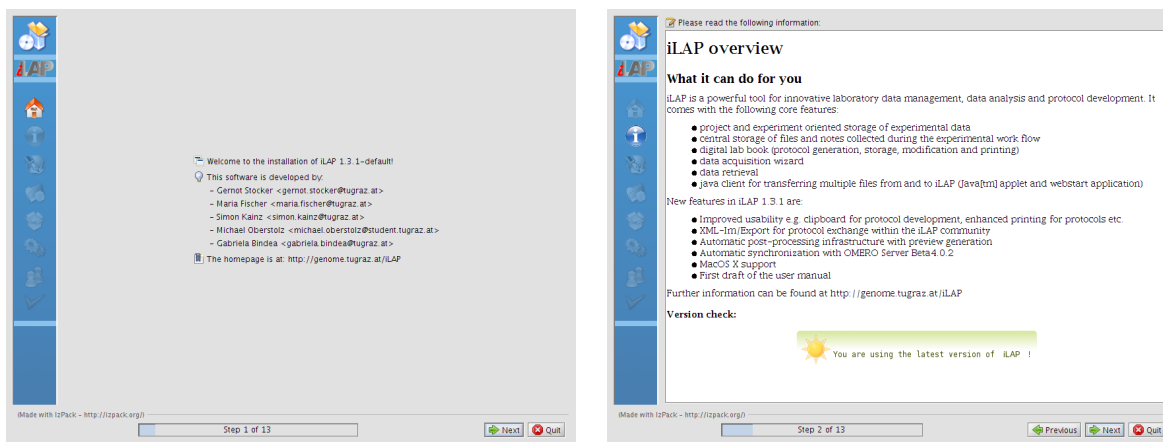 iLAP
Welcome to the installation of iLAP 1.3.1-default!
This software is developed by:
- Gernot Stocker <gernot.stocker@tugraz.at>
- Maria Fischer <maria.fischer@tugraz.at>
- Simon Kainz <simon.kainz@tugraz.at>
- Michael Oberstolz <michael.oberstolz@student.tugraz.at>
- Gabriela Bindea <gabriela.bindea@tugraz.at>
The homepage is at: http://genome.tugraz.at/iLAP
(Made with IzPack - http://izpack.org/)
Step 1 of 13
Next
Quit
Please read the following information:
iLAP
iLAP overview
What it can do for you
iLAP is a powerful tool for innovative laboratory data management, data analysis and protocol development. It
comes with the following core features:
● project and experiment oriented storage of experimental data
● central storage of files and notes collected during the experimental work flow
● digital lab book (protocol generation, storage, modification and printing)
● data acquisition wizard
● data retrieval
● java client for transferring multiple files from and to iLAP (Java[tm] applet and webstart application)
New features in iLAP 1.3.1 are:
● Improved usability e.g. clipboard for protocol development, enhanced printing for protocols etc.
● XML-Im/Export for protocol exchange within the iLAP community
● Automatic post-processing infrastructure with preview generation
● Automatic synchronization with OMERO Server Beta4.0.2
● MacOS X support
● First draft of the user manual
Further information can be found at http://genome.tugraz.at/iLAP
Version check:
You are using the latest version of iLAP !
(Made with IzPack - http://izpack.org/)
Step 2 of 13
Previous
Next
Quit